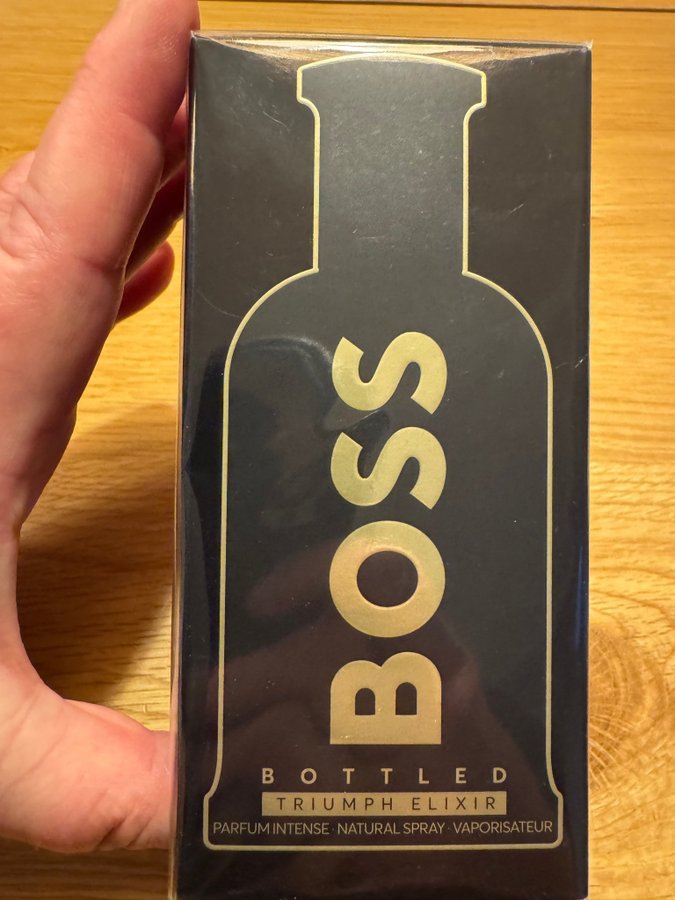 BOSS
BOTTLED
TRIUMPH ELIXIR
PARFUM INTENSE · NATURAL SPRAY · VAPORISATEUR